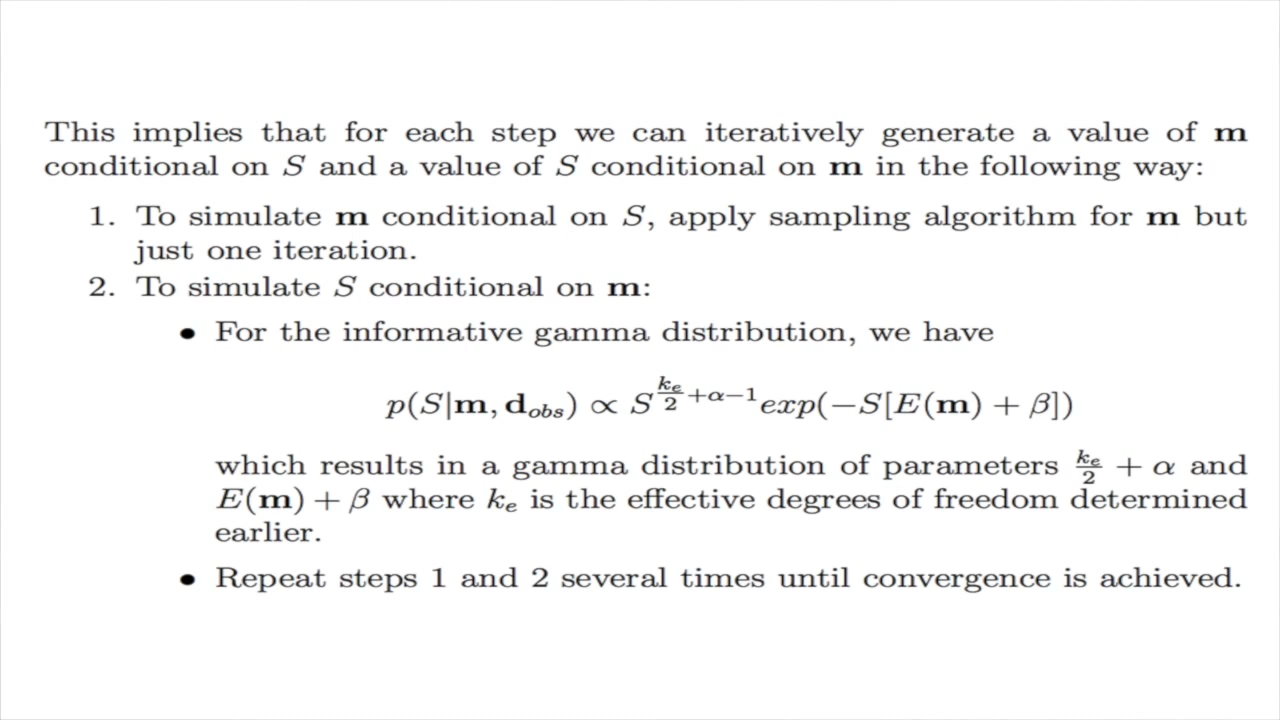 This implies that for each step we can iteratively generate a value of m
conditional on S and a value of S conditional on m in the following way:
1. To simulate m conditional on S, apply sampling algorithm for m but
just one iteration.
2. To simulate S conditional on m:
• For the informative gamma distribution, we have
p(S|m, d_obs) ∝ S^{\frac{k_e}{2}+α−1} exp(−S[E(m) + β])
which results in a gamma distribution of parameters \frac{k_e}{2} + α and
E(m) + β where k_e is the effective degrees of freedom determined
earlier.
• Repeat steps 1 and 2 several times until convergence is achieved.